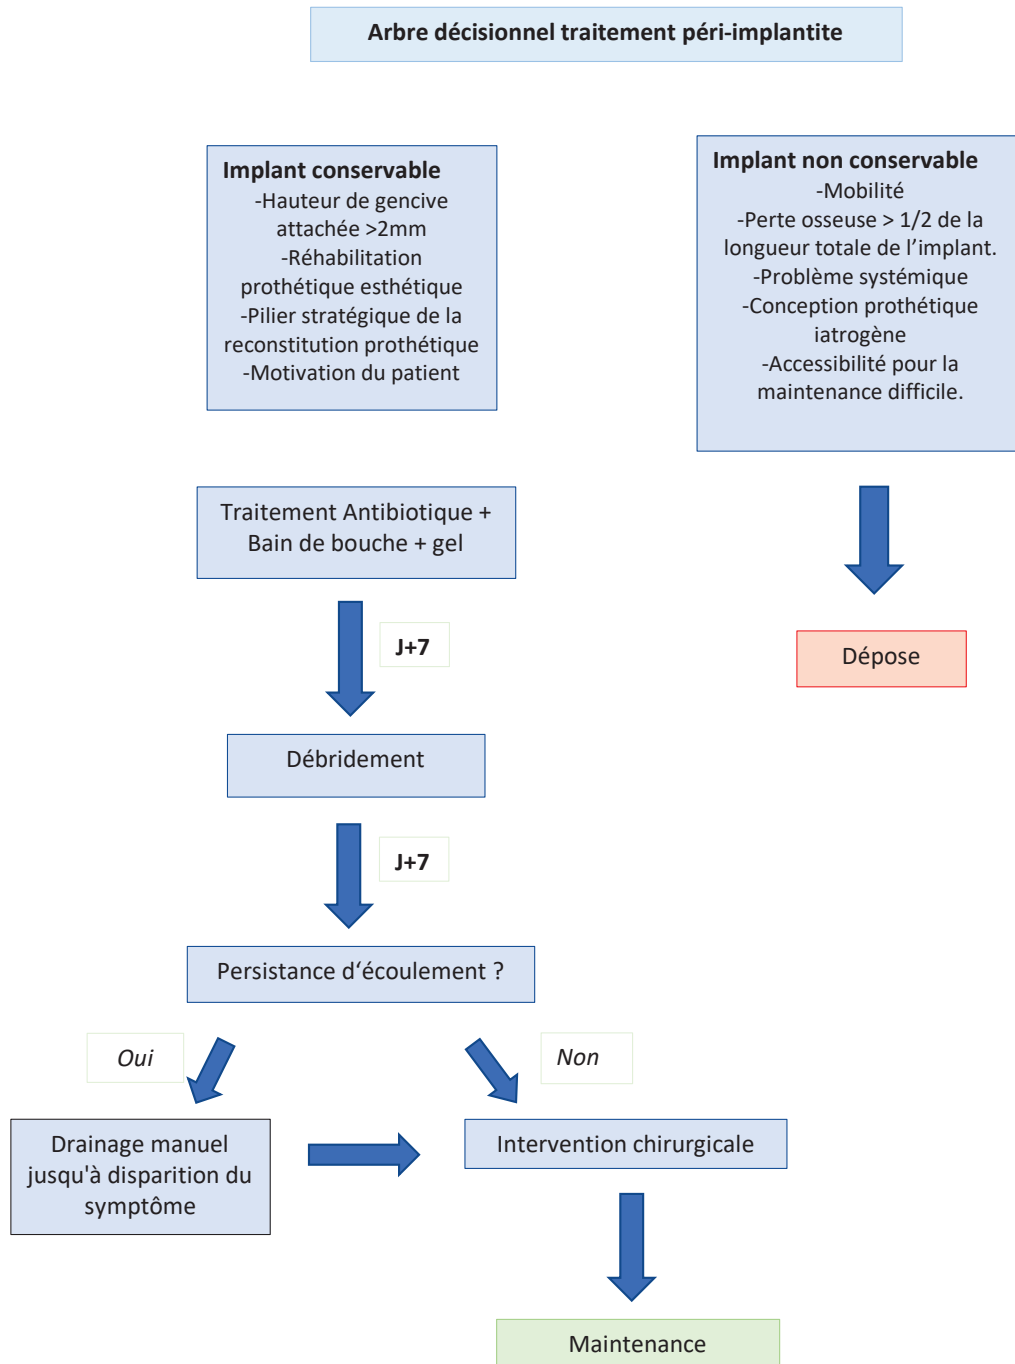 Arbre décisionnel traitement péri-implantite
Implant conservable
-Hauteur de gencive
attachée >2mm
-Réhabilitation
prothétique esthétique
-Pilier stratégique de la
reconstitution prothétique
-Motivation du patient
Implant non conservable
-Mobilité
-Perte osseuse > 1/2 de la
longueur totale de l’implant.
-Problème systémique
-Conception prothétique
iatrogène
-Accessibilité pour la
maintenance difficile.
Traitement Antibiotique +
Bain de bouche + gel
J+7
Dépose
Débridement
J+7
Persistance d‘écoulement ?
Oui
Non
Drainage manuel
jusqu'à disparition du
symptôme
Intervention chirurgicale
Maintenance